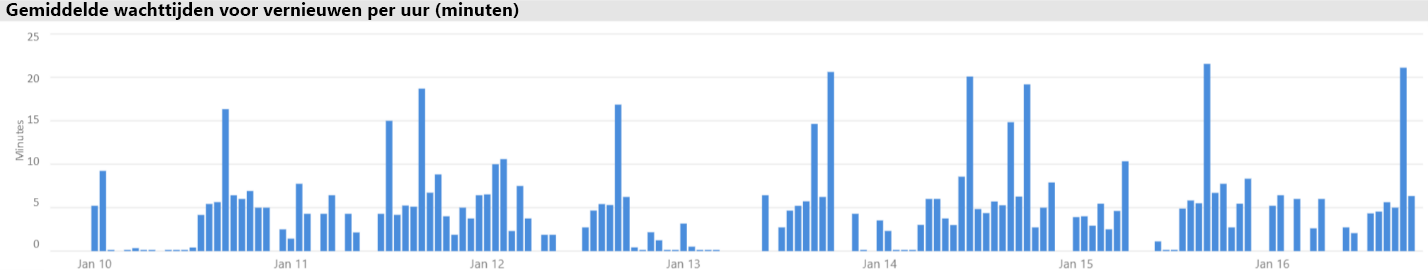 Gemiddelde wachttijden voor vernieuwen per uur (minuten)
25
20
15
10
5
0
Minutes
Jan 10 Jan 11 Jan 12 Jan 13 Jan 14 Jan 15 Jan 16